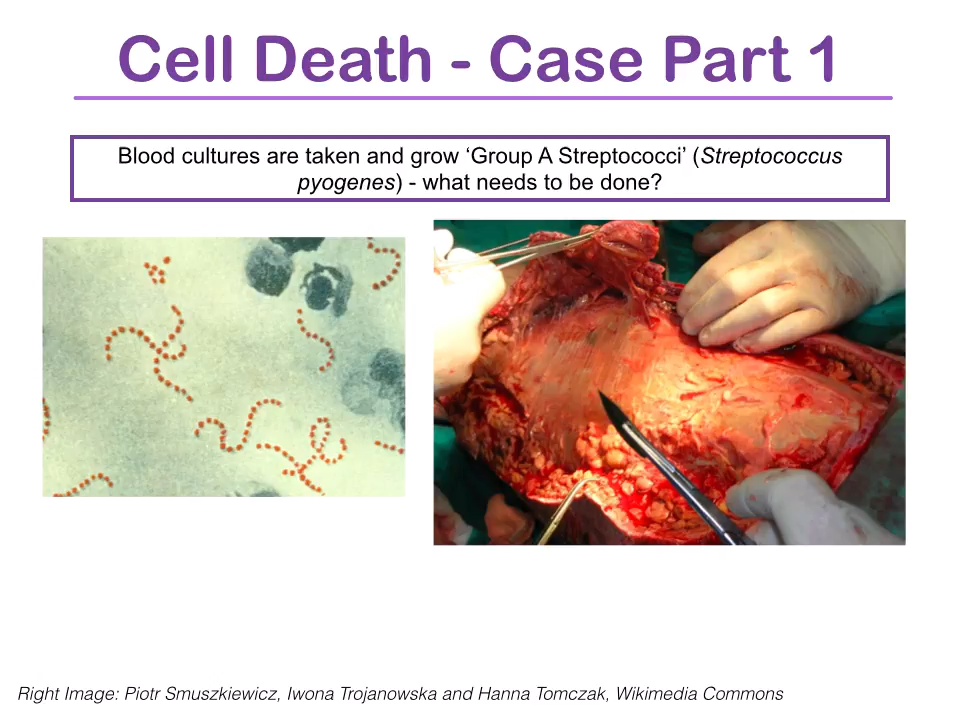 Cell Death - Case Part 1
Blood cultures are taken and grow ‘Group A Streptococci’ (Streptococcus
pyogenes) - what needs to be done?
Right Image: Piotr Smuszkiewicz, Iwona Trojanowska and Hanna Tomczak, Wikimedia Commons